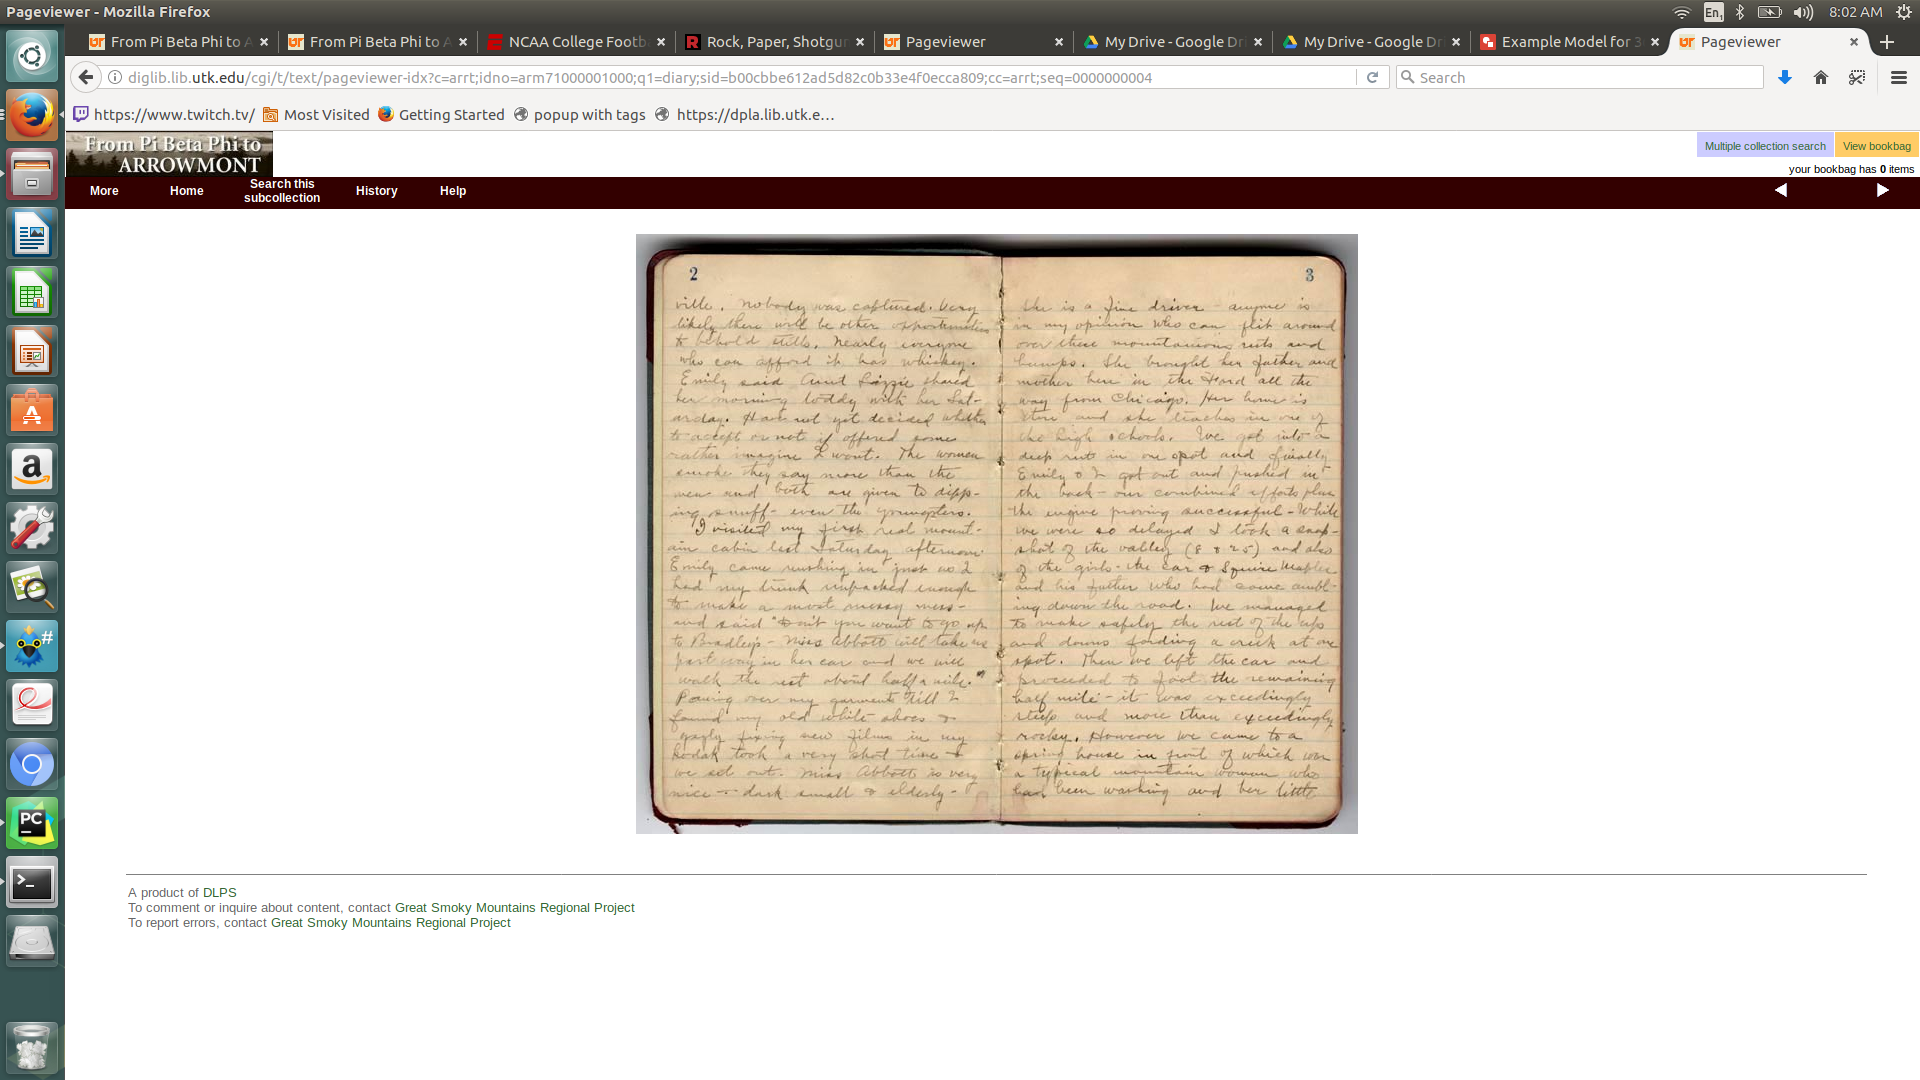 Pageviewer - Mozilla Firefox
En1
8:02 AM
From Pi Beta Phi to A
From Pi Beta Phi to A
NCAA College Footb
Rock, Paper, Shotgun
Pageviewer
My Drive - Google Dr
My Drive - Google Dr
Example Model for 3
Pageviewer
diglib.lib.utk.edu/cgi/t/text/pageviewer-idx?c=arrt;idno=arm71000001000;q1=diary;sid=b00cbbe612ad5d82c0b33e4f0ecca809;cc=arrt;seq=0000000004
Search
https://www.twitch.tv/
Most Visited
Getting Started
popup with tags
https://dpla.lib.utk.e...
From Pi Beta Phi to
ARROWMONT
Multiple collection search
View bookbag
your bookbag has 0 items
More
Home
Search this
subcollection
History
Help
2
ville. Nobody was captured. Very
likely there will be other opportunities
to behold stills. Nearly everyone
who can afford it has whiskey.
Emily said Aunt Lizzie shared
her morning toddy with her Sat-
urday. Have not yet decided whether
to accept or not if offered some
rather imagine I wont. The women
smoke they say more than the
men and both are given to dipp-
ing snuff - even the youngsters.
I visited my first real mount-
ain cabin last Saturday afternoon.
Emily came rushing in just as I
had my trunk unpacked enough
to make a most messy mess -
and said "Don't you want to go up
to Bradley's - Miss Abbott will take us
part way in her car and we will
walk the rest about half a mile."
Pawing over my garments till I
found my old white shoes &
fixing new films in my
kodak took a very short time &
we set out. Miss Abbott is very
nice - dark small & elderly -
3
She is a fine driver - anyone is
in my opinion who can flit around
over these mountainous ruts and
bumps. She brought her father and
mother here in the Ford all the
way from Chicago. Her home is
there and she teaches in one of
the high schools. We got into a
deep rut in one spot and finally
Emily & I got out and pushed in
the back - our combined efforts plus
the engine proving successful - While
we were so delayed I took a snap-
shot of the valley (8 & 25) and also
of the girls - the car & Squire Maples
and his father who had come ambl-
ing down the road. We managed
to make safely the rest of the ups
and downs fording a creek at one
spot. Then we left the car and
proceeded to foot the remaining
half mile - it was exceedingly
steep and more than exceedingly
rocky. However we came to a
spring house in front of which was
a typical mountain woman who
had been washing and her little
A product of DLPS
To comment or inquire about content, contact Great Smoky Mountains Regional Project
To report errors, contact Great Smoky Mountains Regional Project